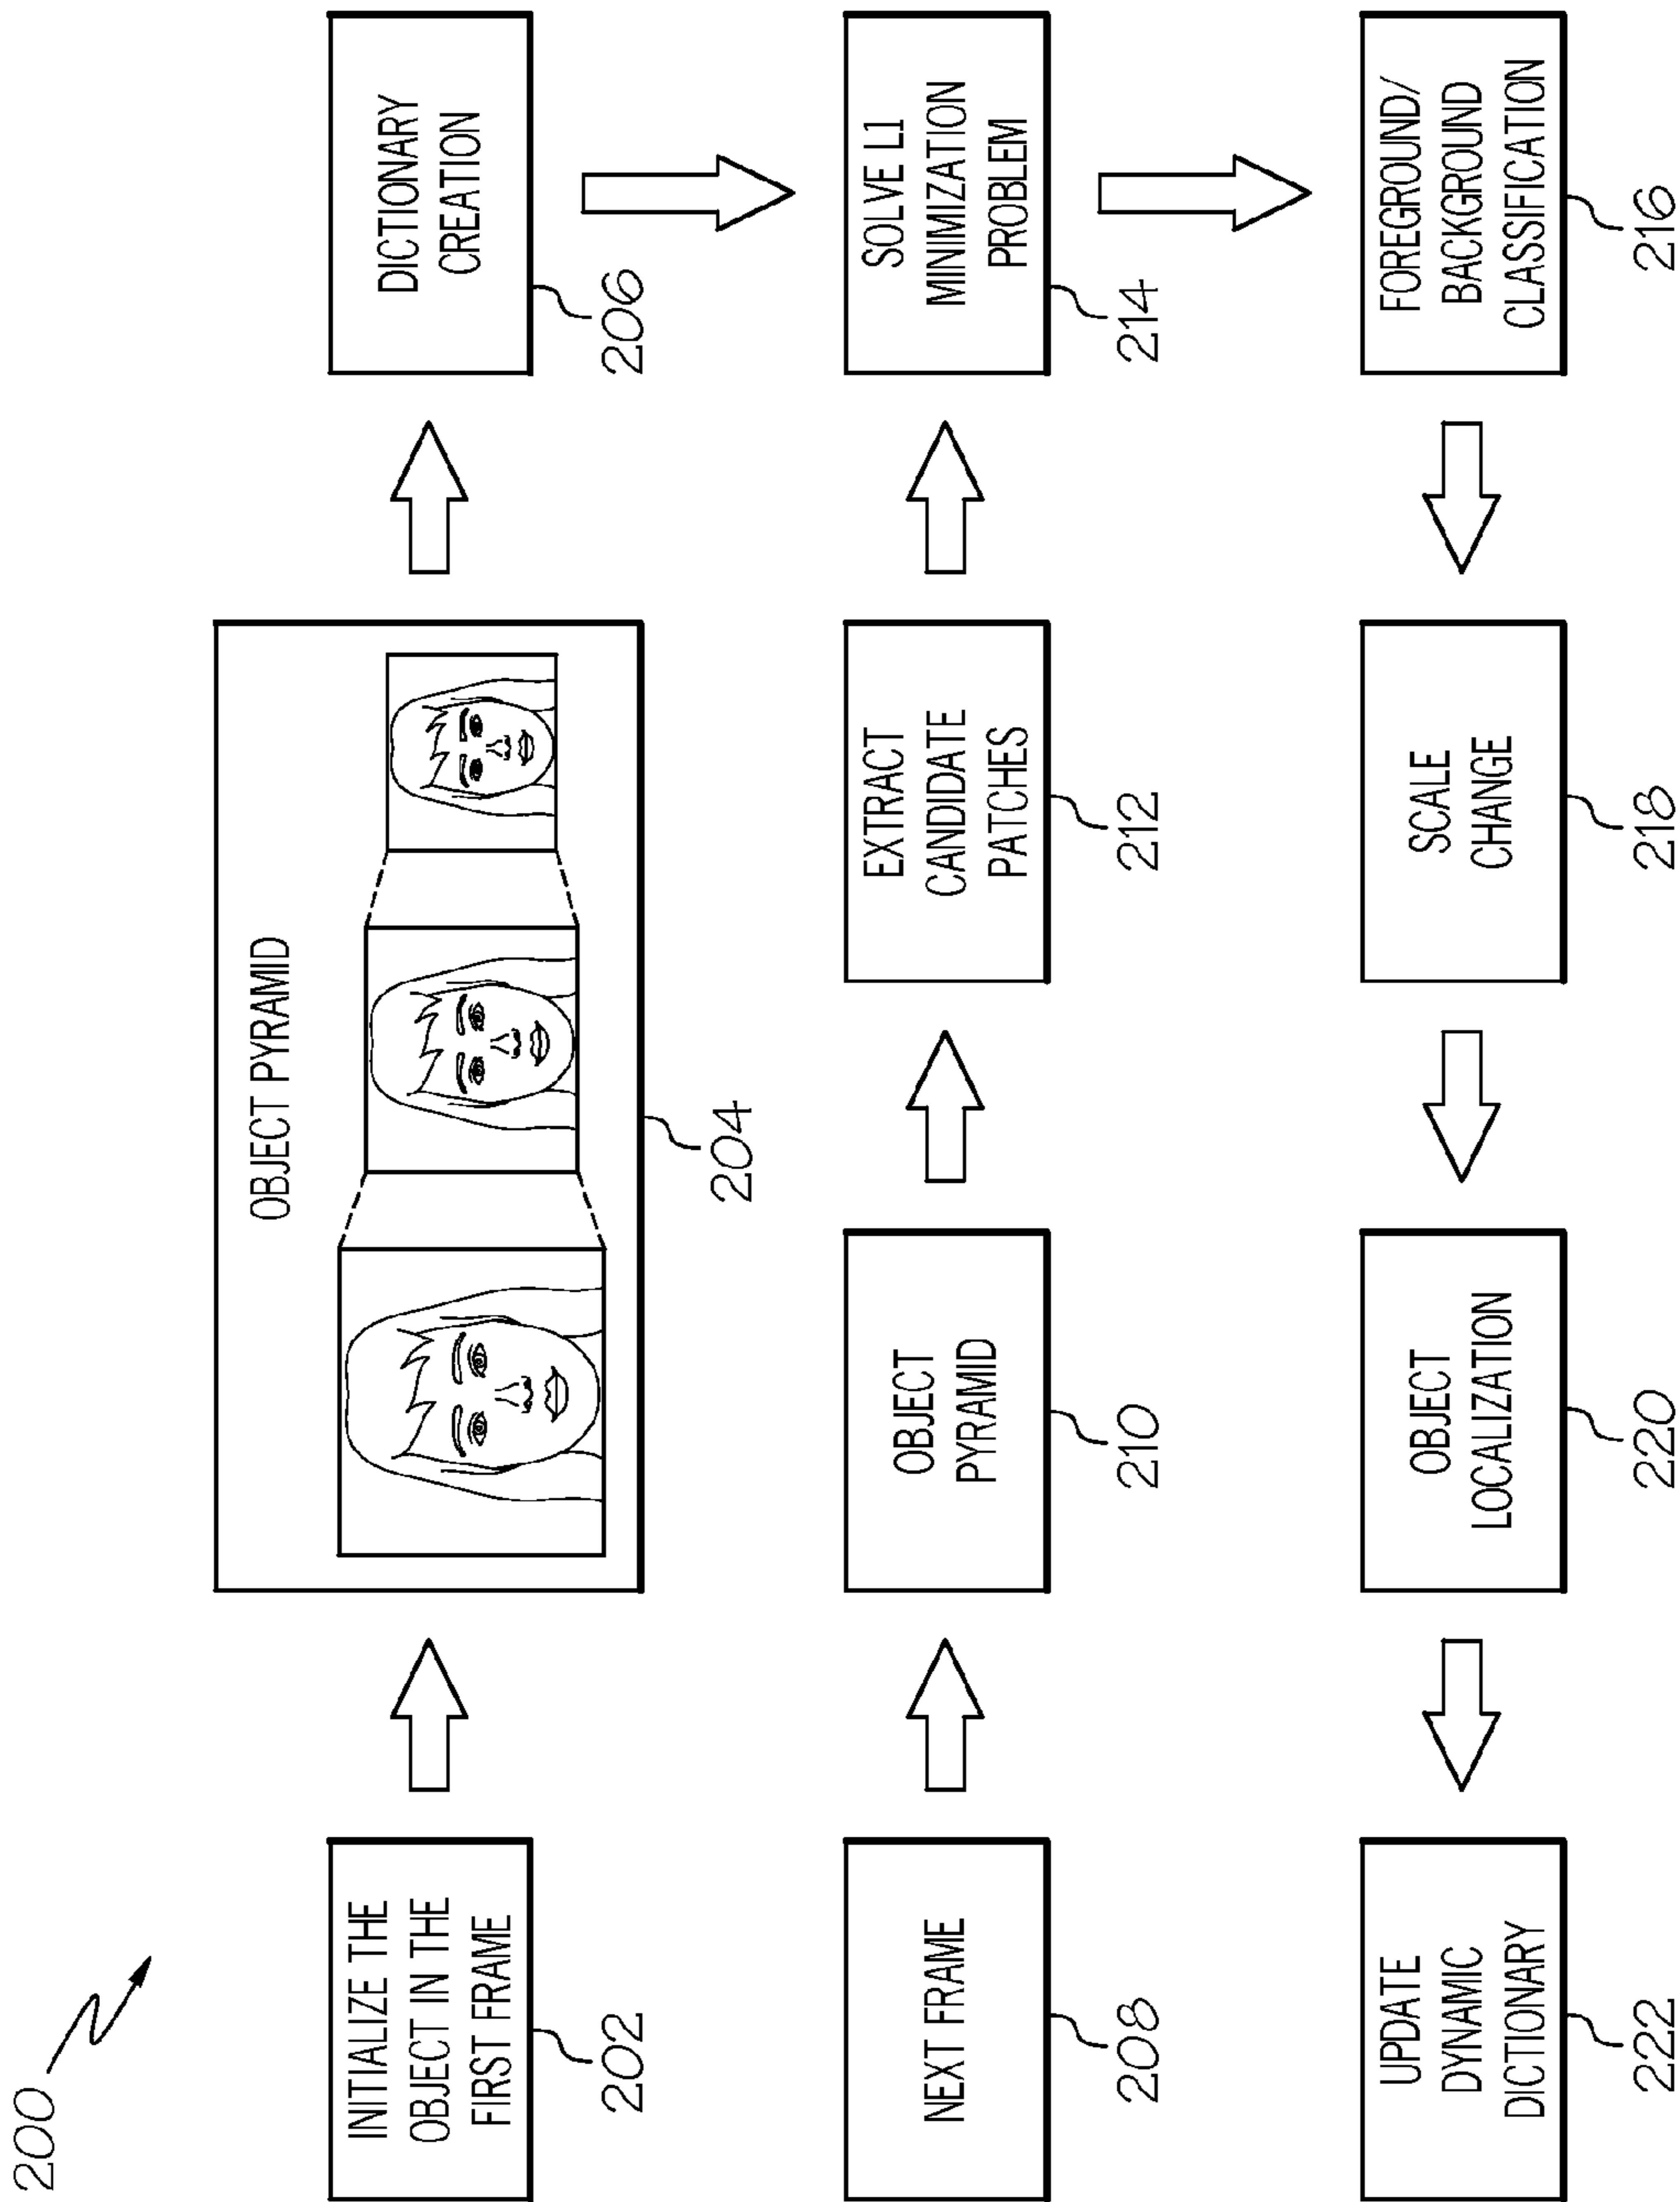 200
INITIALIZE THE
OBJECT IN THE
FIRST FRAME
202
OBJECT PYRAMID
204
DICTIONARY
CREATION
206
NEXT FRAME
208
OBJECT
PYRAMID
210
EXTRACT
CANDIDATE
PATCHES
212
SOLVE L1
MINIMIZATION
PROBLEM
214
FOREGROUND/
BACKGROUND
CLASSIFICATION
216
SCALE
CHANGE
218
OBJECT
LOCALIZATION
220
UPDATE
DYNAMIC
DICTIONARY
222